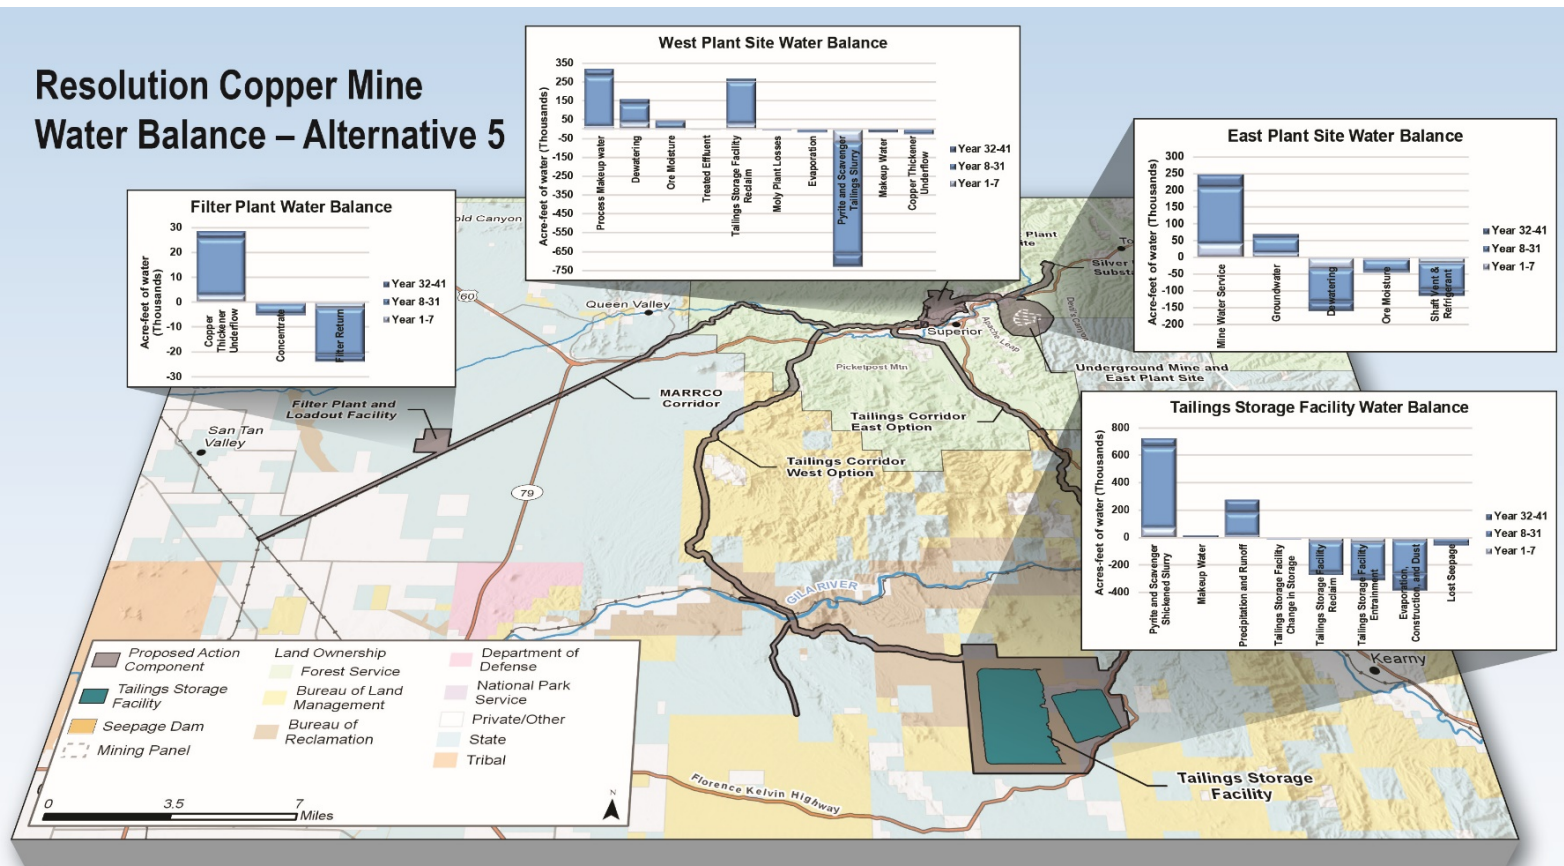 Resolution Copper Mine
Water Balance – Alternative 5
West Plant Site Water Balance
Acre-feet of water (Thousands)
350
250
150
50
-50
-150
-250
-350
-450
-550
-650
-750
Process Makeup water
Dewatering
Ore Moisture
Treated Effluent
Tailings Storage Facility
Reclaim
Moly Plant Losses
Evaporation
Pyrite and Scavenger
Tailings Slurry
Makeup Water
Copper Thickener
Underflow
Year 32-41
Year 8-31
Year 1-7
East Plant Site Water Balance
Acre-feet of water (Thousands)
300
250
200
150
100
50
0
-50
-100
-150
-200
Mine Water Service
Groundwater
Dewatering
Ore Moisture
Shaft Vent &
Refrigerant
Year 32-41
Year 8-31
Year 1-7
Filter Plant Water Balance
Acre-feet of water
(Thousands)
30
20
10
0
-10
-20
-30
Copper
Thickener
Underflow
Concentrate
Filter Return
Year 32-41
Year 8-31
Year 1-7
Tailings Storage Facility Water Balance
Acres-feet of water (Thousands)
800
600
400
200
0
-200
-400
Pyrite and Scavenger
Thickened Slurry
Makeup Water
Precipitation and Runoff
Tailings Storage Facility
Change in Storage
Tailings Storage Facility
Reclaim
Tailings Storage Facility
Entrainment
Evaporation,
Construction, and Dust
Lost Seepage
Year 32-41
Year 8-31
Year 1-7
old Canyon
60
Queen Valley
Plant
ite
To
Silver
Substa
Superior
Apache Leap
Devil's Canyon
Picketpost Mtn
Underground Mine and
East Plant Site
MARRCO
Corridor
Filter Plant and
Loadout Facility
San Tan
Valley
Tailings Corridor
East Option
Tailings Corridor
West Option
79
GILA RIVER
Kearny
Tailings Storage
Facility
Florence Kelvin Highway
Proposed Action
Component
Tailings Storage
Facility
Seepage Dam
Mining Panel
Land Ownership
Forest Service
Bureau of Land
Management
Bureau of
Reclamation
Department of
Defense
National Park
Service
Private/Other
State
Tribal
0 3.5 7
Miles
N